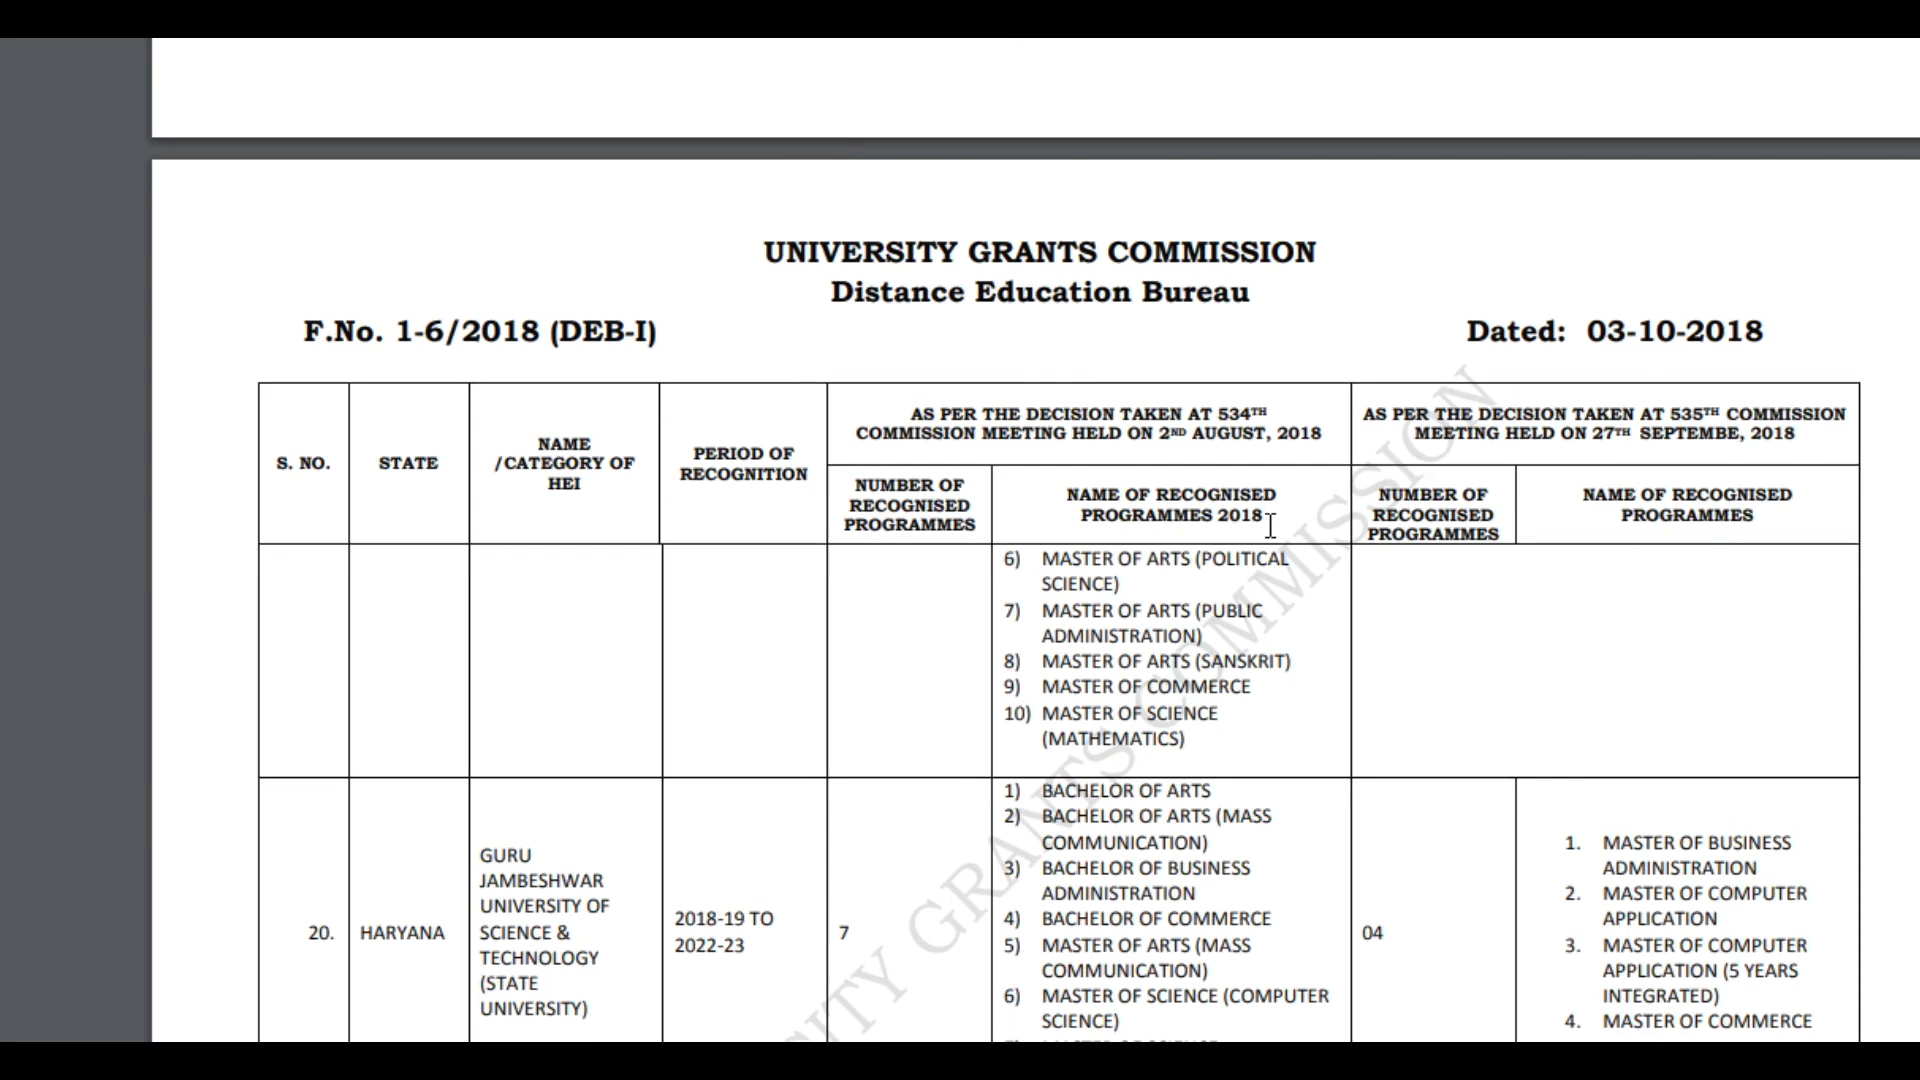 UNIVERSITY GRANTS COMMISSION
Distance Education Bureau
F.No. 1-6/2018 (DEB-I)
Dated: 03-10-2018
S. NO.
STATE
NAME
/CATEGORY OF
HEI
PERIOD OF
RECOGNITION
AS PER THE DECISION TAKEN AT 534TH
COMMISSION MEETING HELD ON 2ND AUGUST, 2018
AS PER THE DECISION TAKEN AT 535TH COMMISSION
MEETING HELD ON 27TH SEPTEMBE, 2018
NUMBER OF
RECOGNISED
PROGRAMMES
NAME OF RECOGNISED
PROGRAMMES 2018
NUMBER OF
RECOGNISED
PROGRAMMES
NAME OF RECOGNISED
PROGRAMMES
6) MASTER OF ARTS (POLITICAL
SCIENCE)
7) MASTER OF ARTS (PUBLIC
ADMINISTRATION)
8) MASTER OF ARTS (SANSKRIT)
9) MASTER OF COMMERCE
10) MASTER OF SCIENCE
(MATHEMATICS)
20.
HARYANA
GURU
JAMBESHWAR
UNIVERSITY OF
SCIENCE &
TECHNOLOGY
(STATE
UNIVERSITY)
2018-19 TO
2022-23
7
1) BACHELOR OF ARTS
2) BACHELOR OF ARTS (MASS
COMMUNICATION)
3) BACHELOR OF BUSINESS
ADMINISTRATION
4) BACHELOR OF COMMERCE
5) MASTER OF ARTS (MASS
COMMUNICATION)
6) MASTER OF SCIENCE (COMPUTER
SCIENCE)
04
1. MASTER OF BUSINESS
ADMINISTRATION
2. MASTER OF COMPUTER
APPLICATION
3. MASTER OF COMPUTER
APPLICATION (5 YEARS
INTEGRATED)
4. MASTER OF COMMERCE
SITY GRANTS COMMISSION